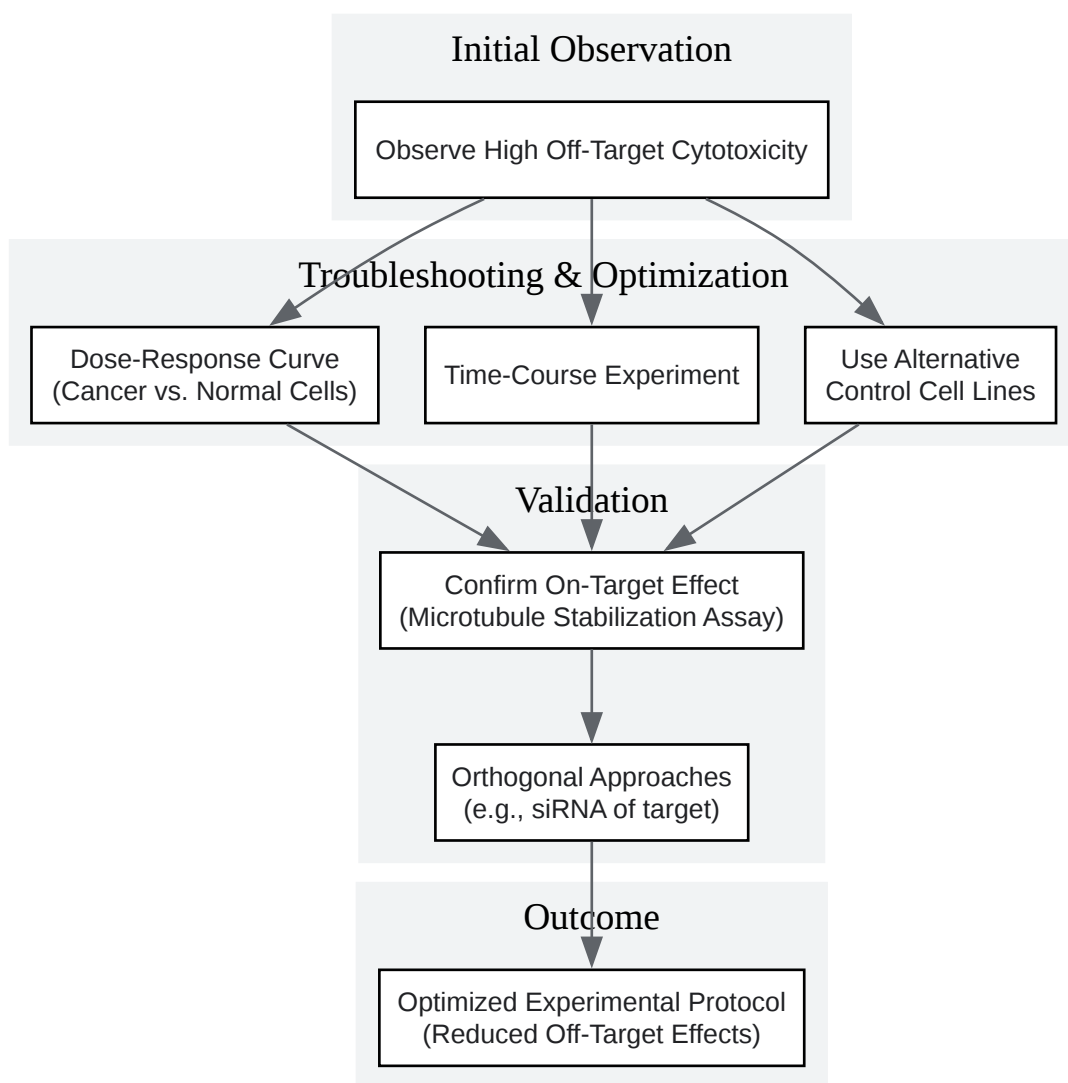 Initial Observation
Observe High Off-Target Cytotoxicity
Troubleshooting & Optimization
Dose-Response Curve
(Cancer vs. Normal Cells)
Time-Course Experiment
Use Alternative
Control Cell Lines
Validation
Confirm On-Target Effect
(Microtubule Stabilization Assay)
Orthogonal Approaches
(e.g., siRNA of target)
Outcome
Optimized Experimental Protocol
(Reduced Off-Target Effects)